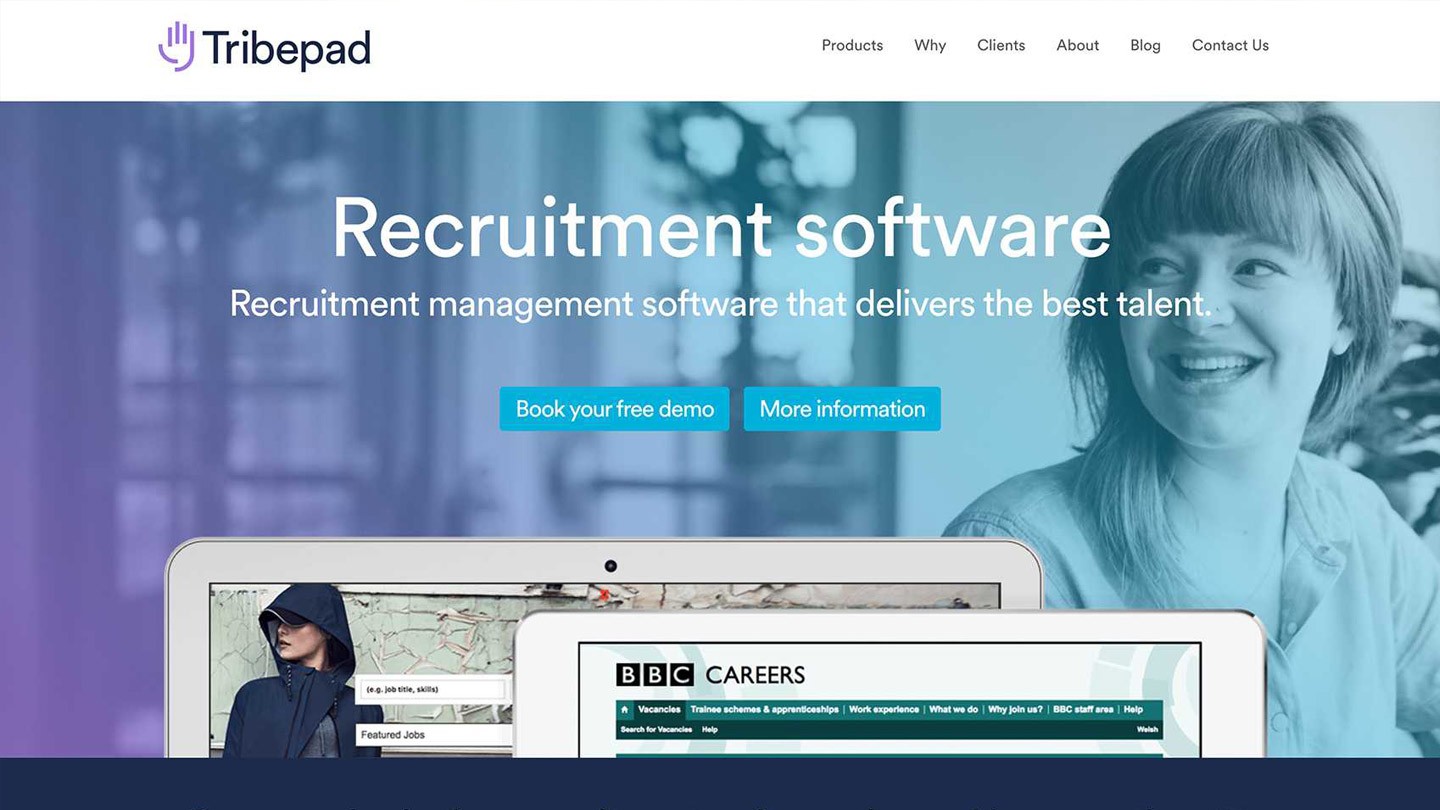 Tribepad
Products Why Clients About Blog Contact Us
Recruitment software
Recruitment management software that delivers the best talent.
Book your free demo More information
BBC CAREERS
(e.g. job title, skills)
Vacancies Trainee schemes & apprenticeships | Work experience | What we do | Why join us? | BBC staff area | Help
Search for Vacancies Help Welsh
Featured Jobs